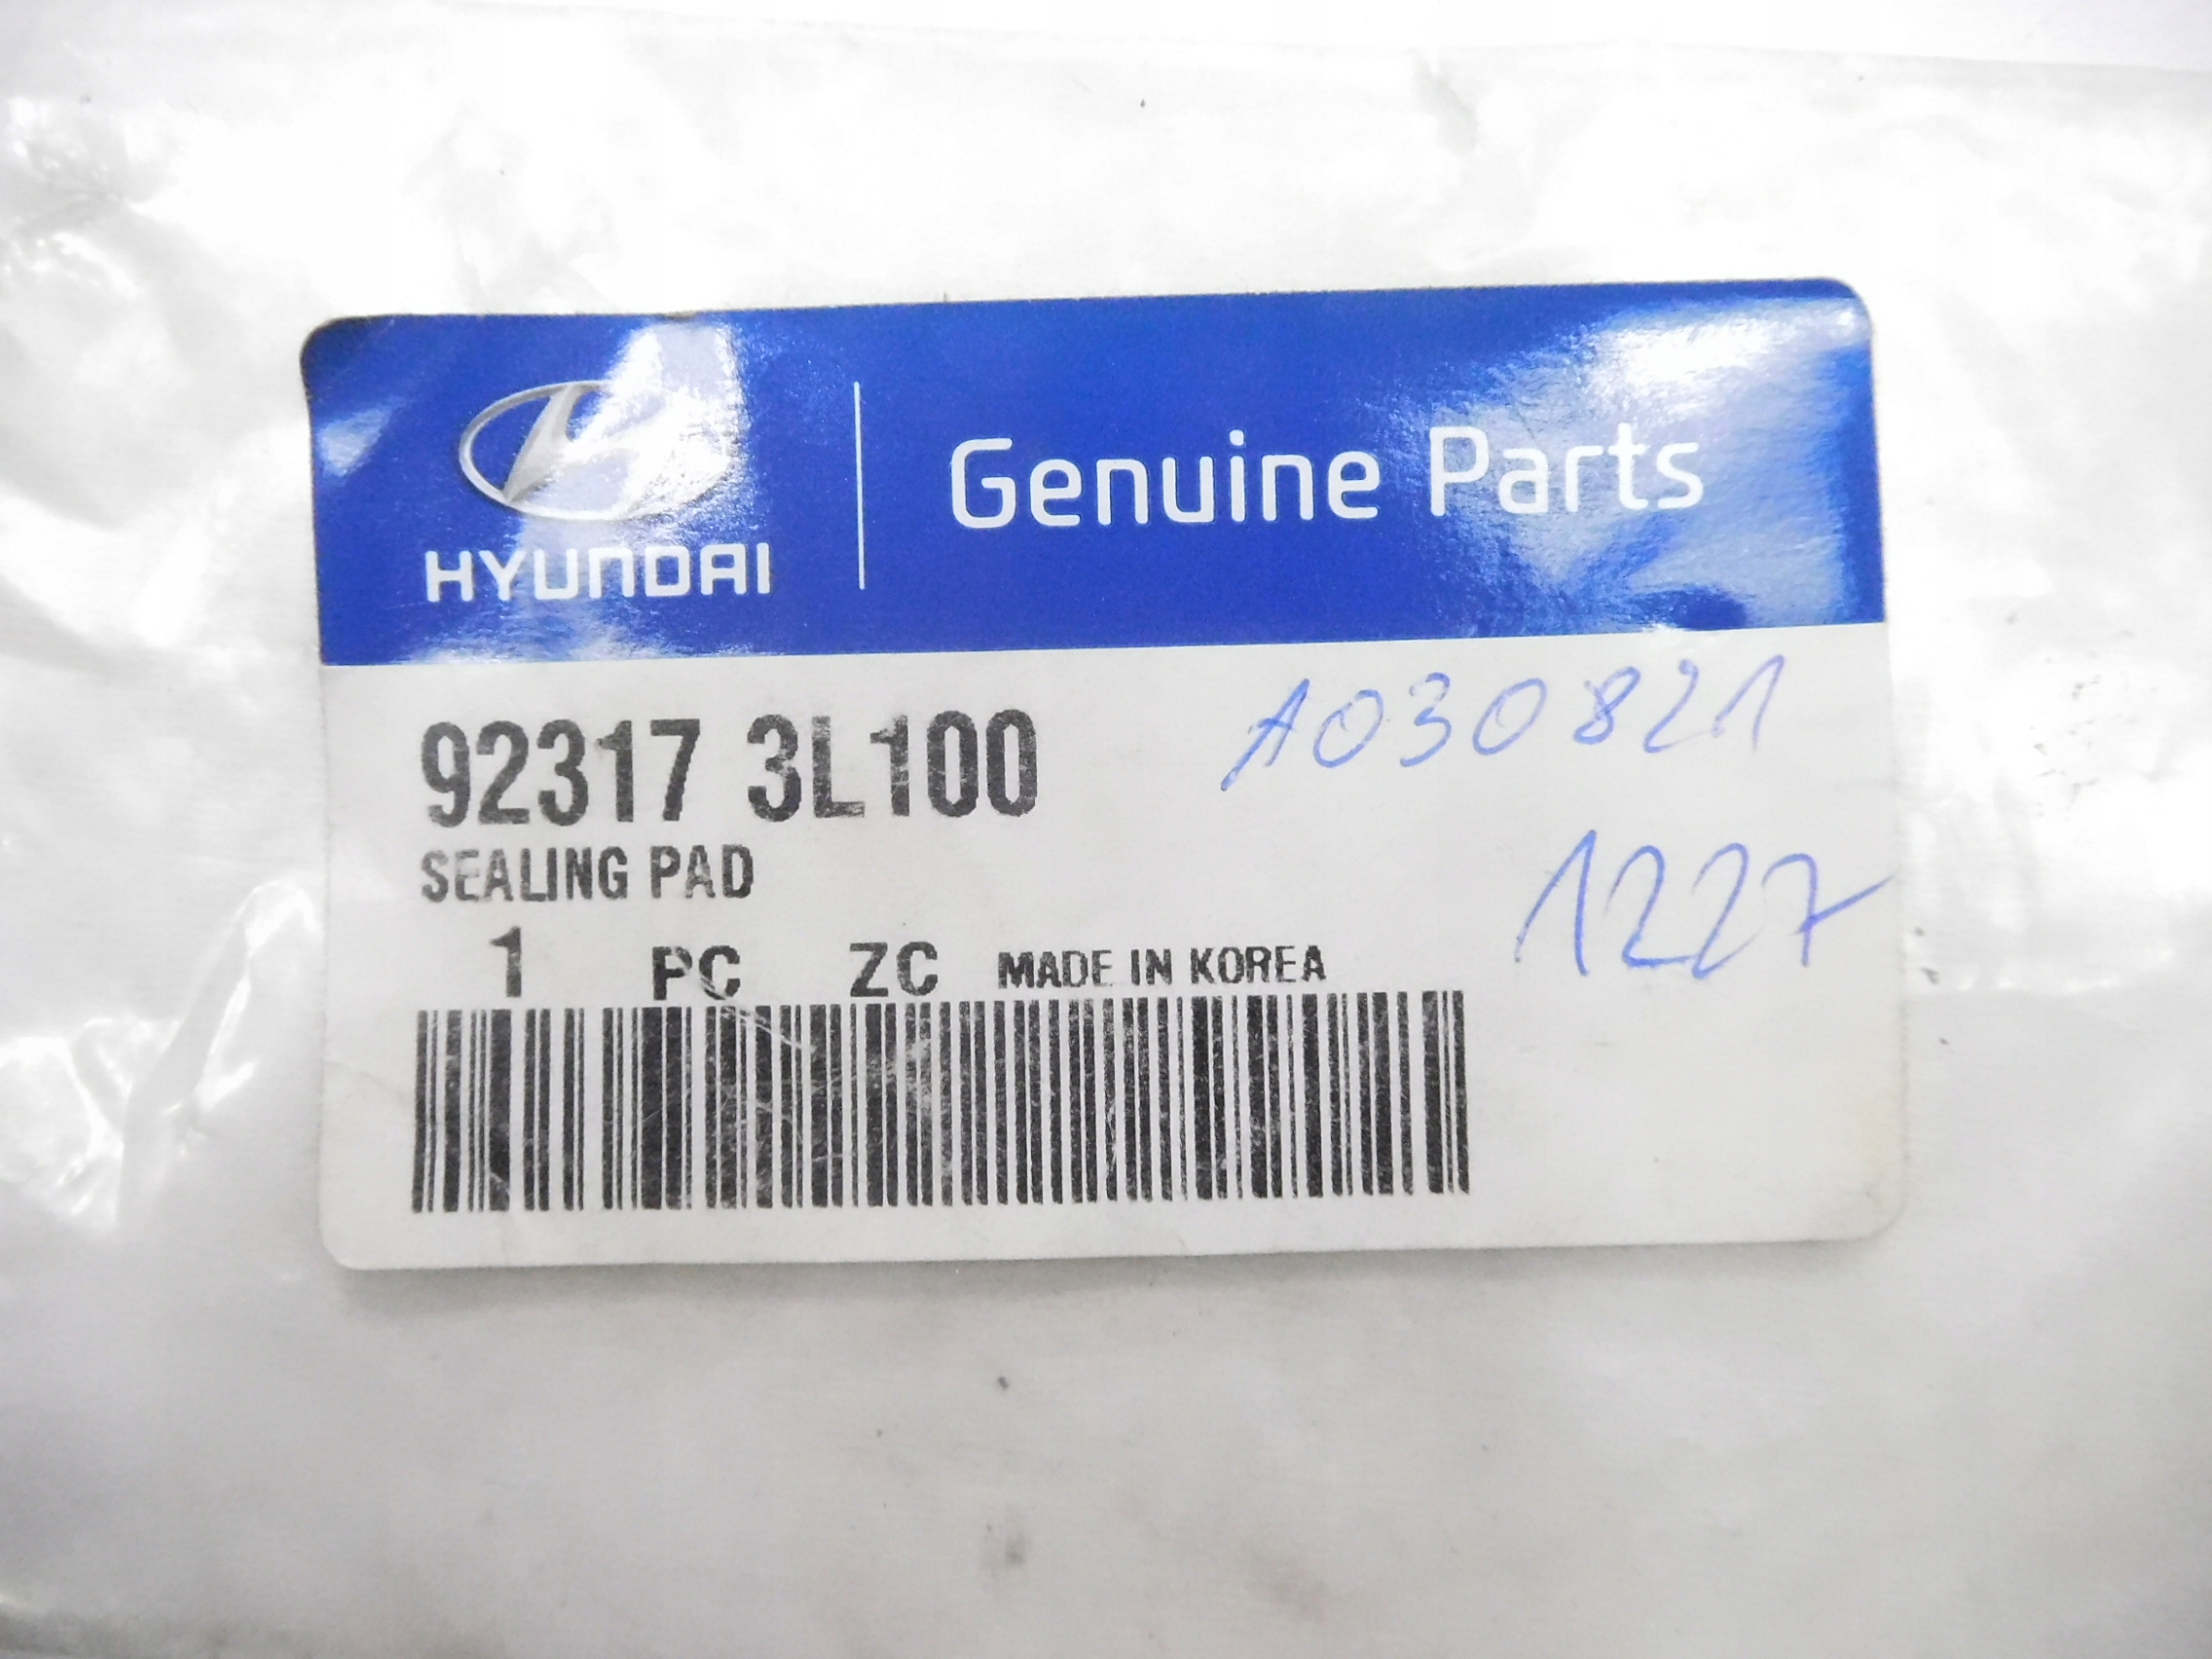 HYUNDAI
Genuine Parts
92317 3L100
A030821
SEALING PAD
1227
1 PC ZC MADE IN KOREA